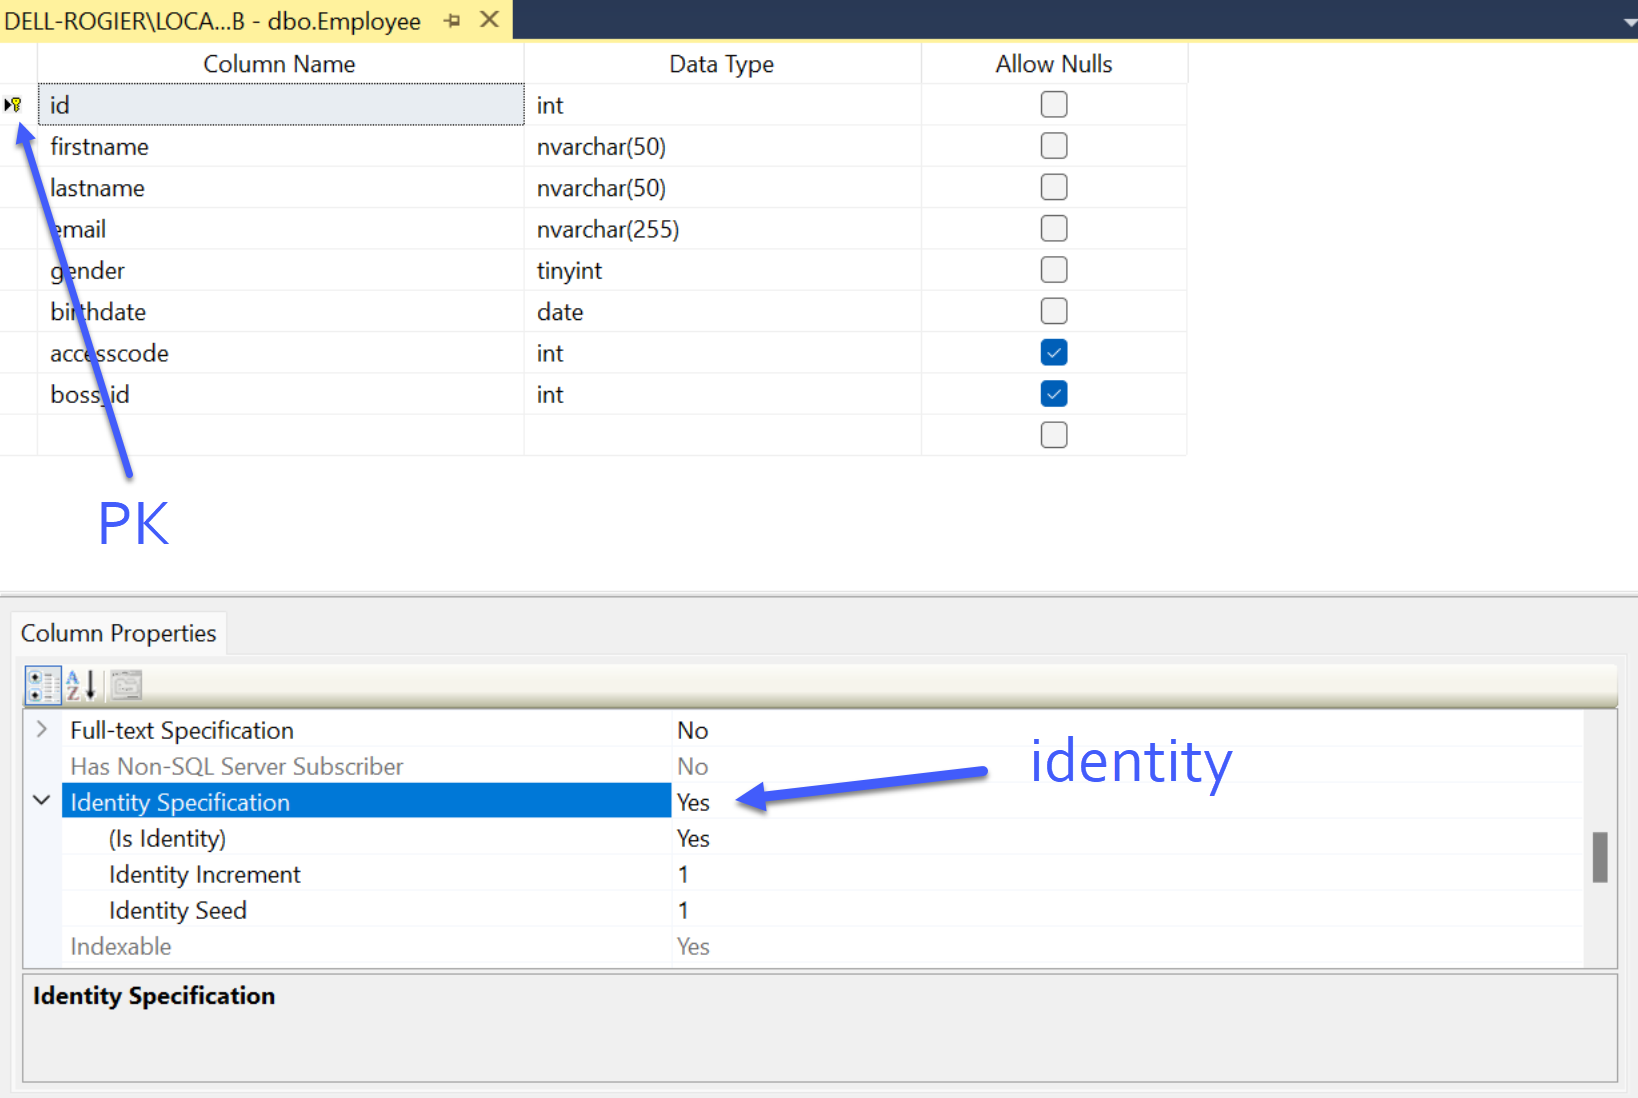 DELL-ROGIER\LOCA...B - dbo.Employee
Column Name Data Type Allow Nulls
id int
firstname nvarchar(50)
lastname nvarchar(50)
email nvarchar(255)
gender tinyint
birthdate date
accesscode int
boss_id int
PK
Column Properties
Full-text Specification No
Has Non-SQL Server Subscriber No
identity
Identity Specification Yes
(Is Identity) Yes
Identity Increment 1
Identity Seed 1
Indexable Yes
Identity Specification